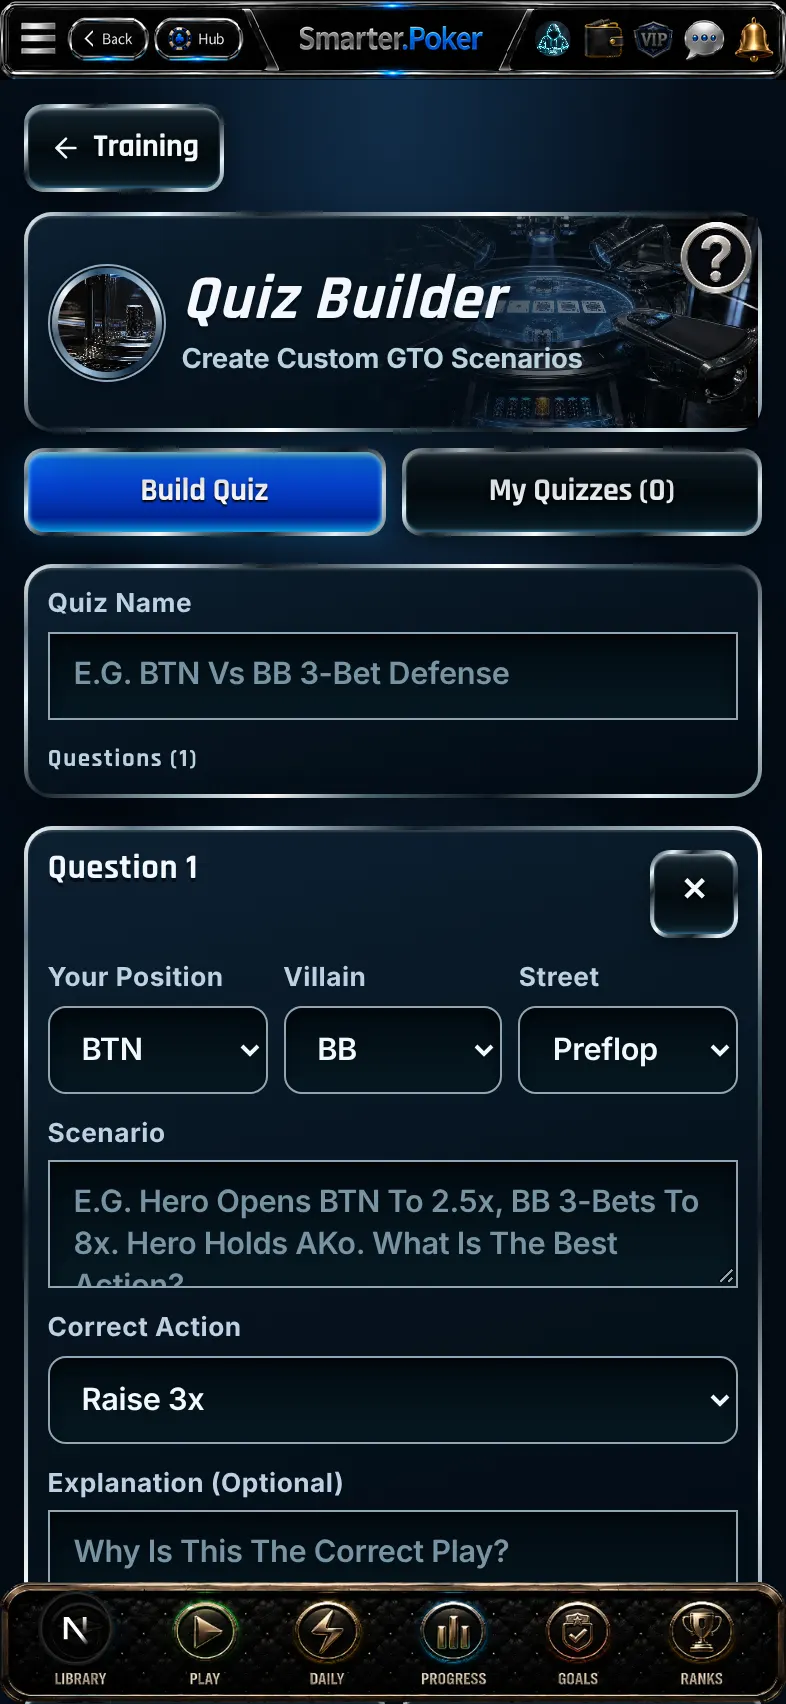 Back
Hub
Smarter.Poker
VIP
← Training
Quiz Builder
?
Create Custom GTO Scenarios
Build Quiz
My Quizzes (0)
Quiz Name
E.G. BTN Vs BB 3-Bet Defense
Questions (1)
Question 1
×
Your Position
Villain
Street
BTN
BB
Preflop
Scenario
E.G. Hero Opens BTN To 2.5x, BB 3-Bets To
8x. Hero Holds AKo. What Is The Best
Action?
Correct Action
Raise 3x
Explanation (Optional)
Why Is This The Correct Play?
N
LIBRARY
PLAY
DAILY
PROGRESS
GOALS
RANKS